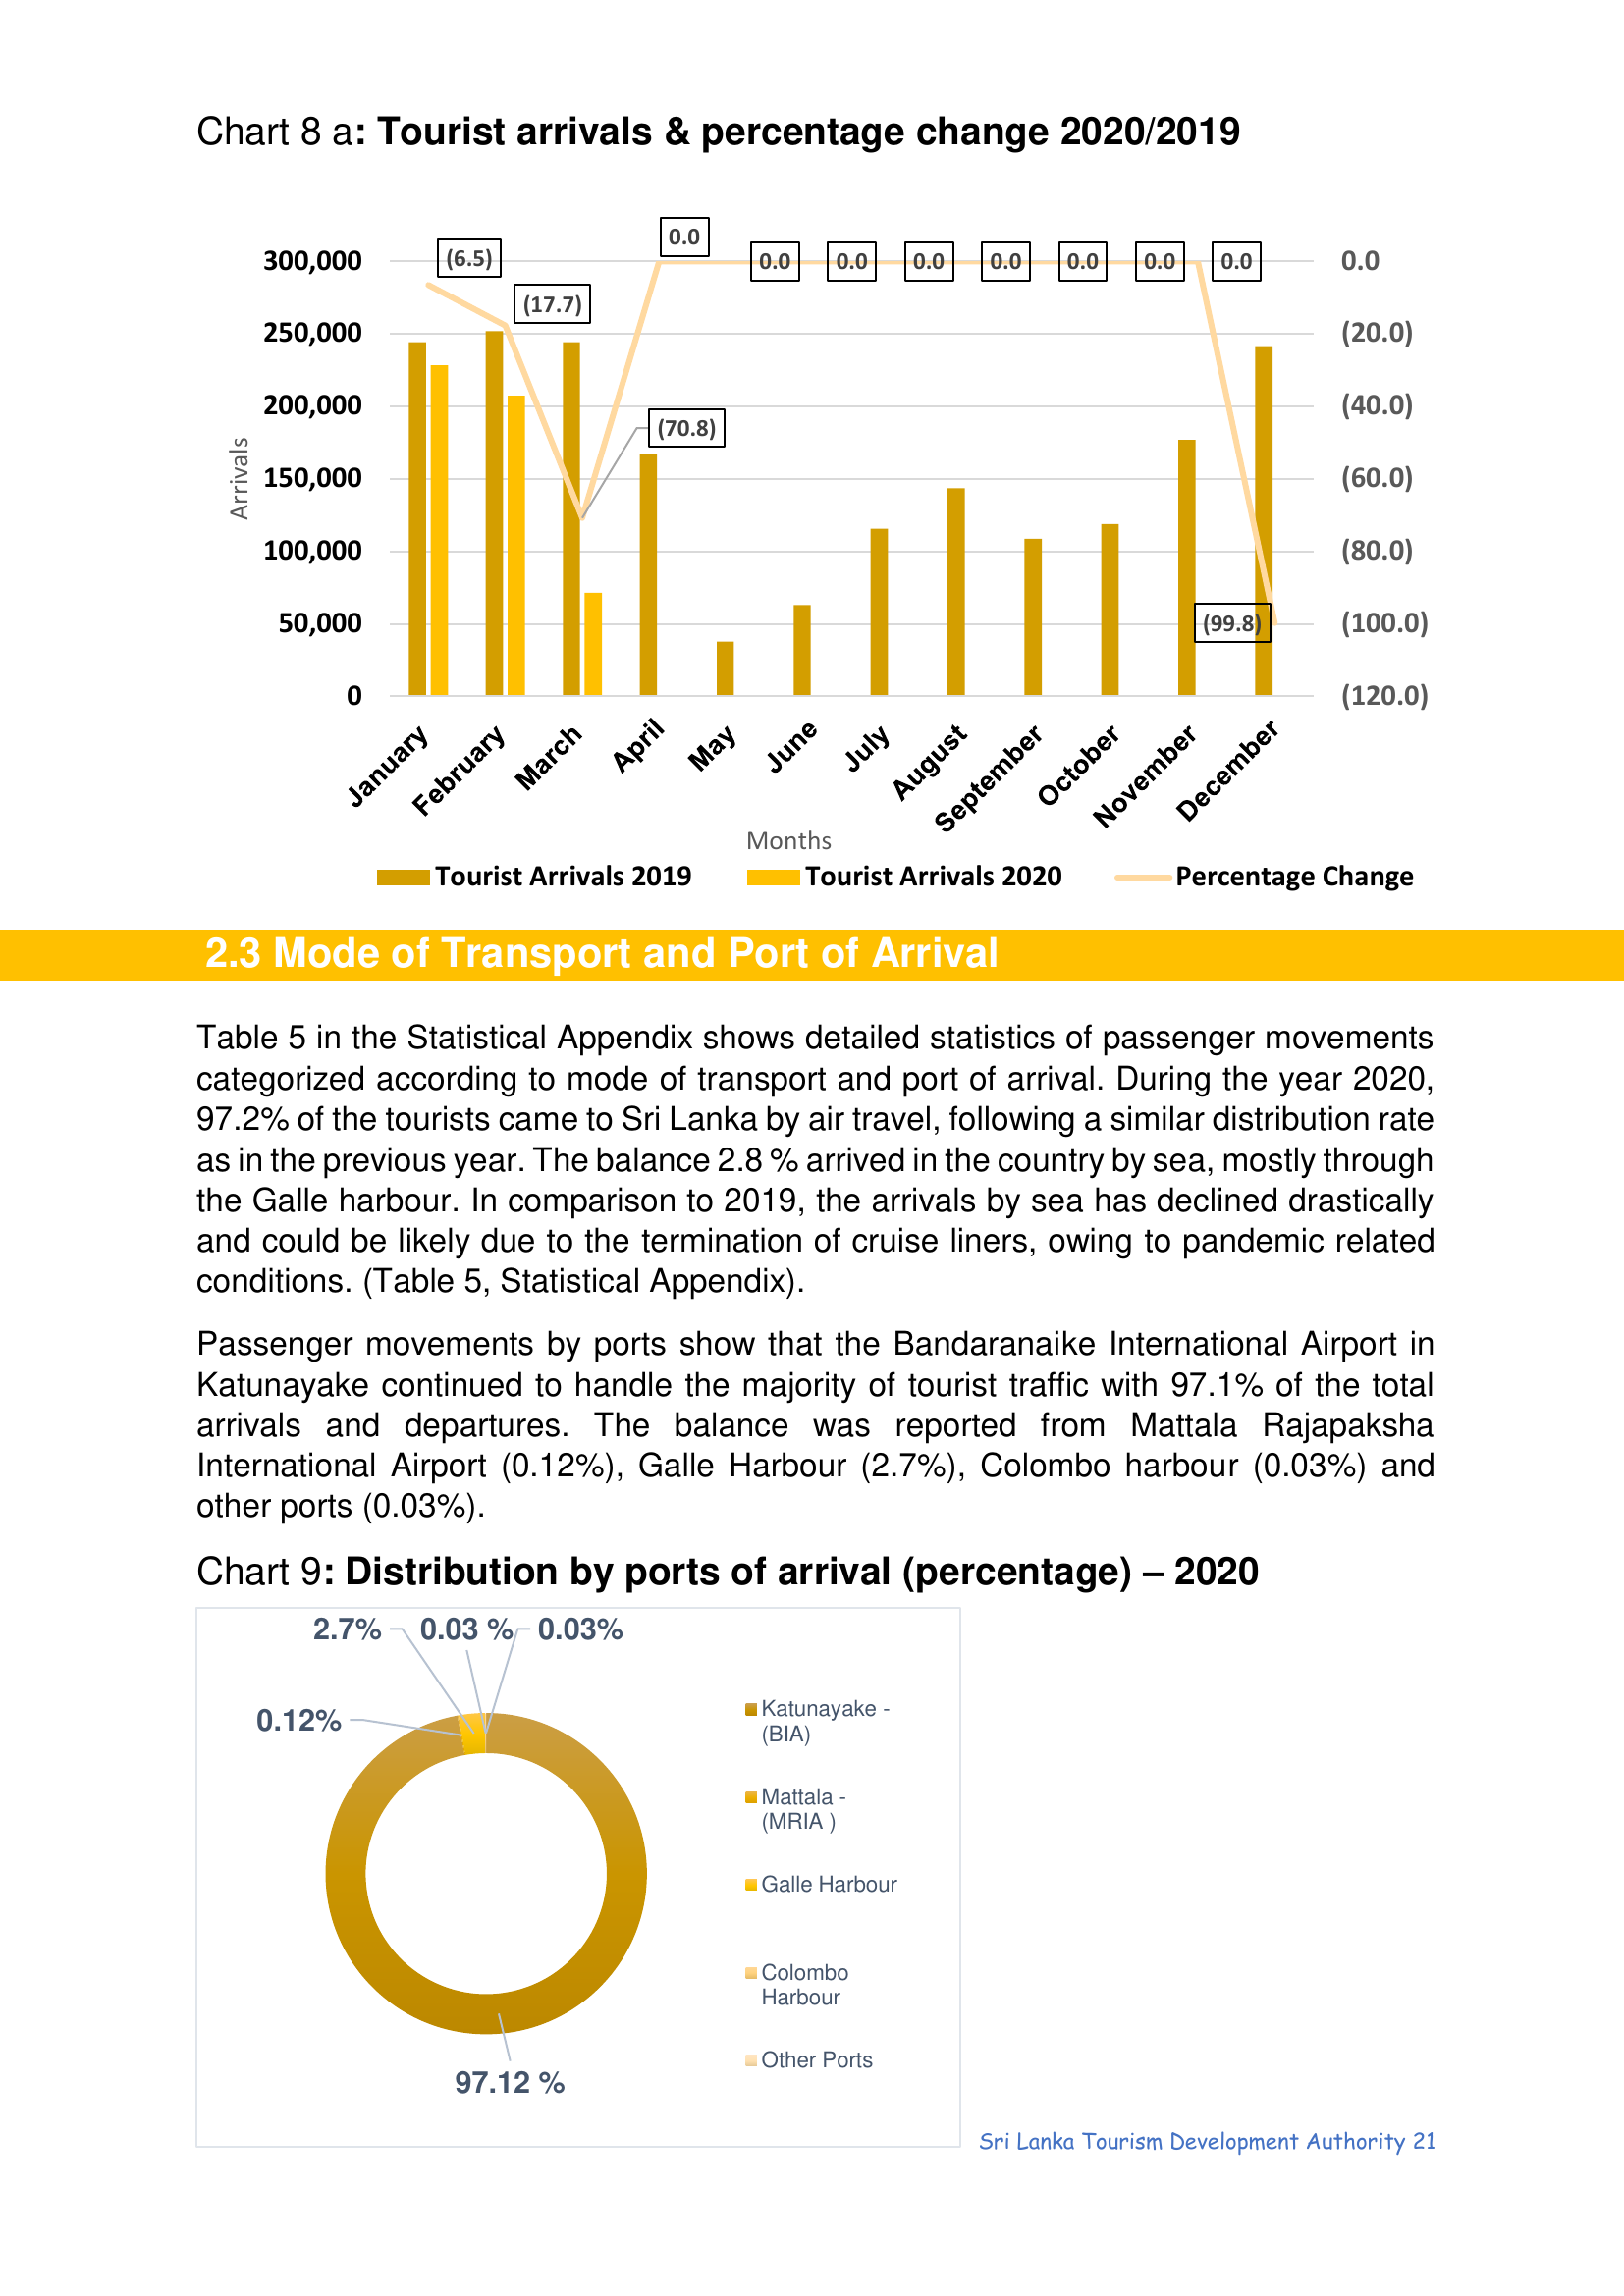 Chart 8 a: Tourist arrivals & percentage change 2020/2019
300,000
250,000
200,000
150,000
100,000
50,000
0
Arrivals
(6.5)
(17.7)
(70.8)
0.0
0.0
0.0
0.0
0.0
0.0
0.0
0.0
(99.8)
0.0
(20.0)
(40.0)
(60.0)
(80.0)
(100.0)
(120.0)
January
February
March
April
May
June
July
August
September
October
November
December
Months
Tourist Arrivals 2019
Tourist Arrivals 2020
Percentage Change
2.3 Mode of Transport and Port of Arrival
Table 5 in the Statistical Appendix shows detailed statistics of passenger movements
categorized according to mode of transport and port of arrival. During the year 2020,
97.2% of the tourists came to Sri Lanka by air travel, following a similar distribution rate
as in the previous year. The balance 2.8 % arrived in the country by sea, mostly through
the Galle harbour. In comparison to 2019, the arrivals by sea has declined drastically
and could be likely due to the termination of cruise liners, owing to pandemic related
conditions. (Table 5, Statistical Appendix).
Passenger movements by ports show that the Bandaranaike International Airport in
Katunayake continued to handle the majority of tourist traffic with 97.1% of the total
arrivals and departures. The balance was reported from Mattala Rajapaksha
International Airport (0.12%), Galle Harbour (2.7%), Colombo harbour (0.03%) and
other ports (0.03%).
Chart 9: Distribution by ports of arrival (percentage) – 2020
2.7%
0.03 %
0.03%
0.12%
97.12 %
Katunayake -
(BIA)
Mattala -
(MRIA )
Galle Harbour
Colombo
Harbour
Other Ports
Sri Lanka Tourism Development Authority 21